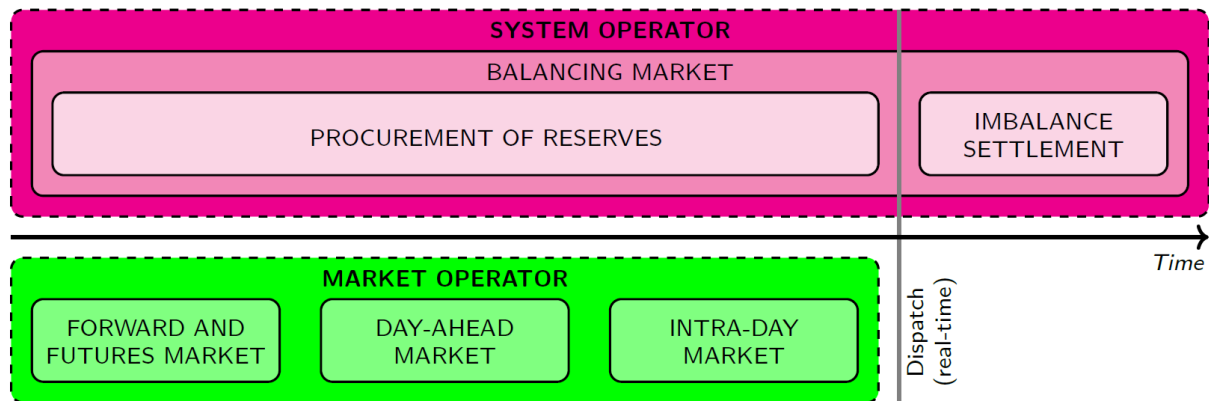 SYSTEM OPERATOR
BALANCING MARKET
PROCUREMENT OF RESERVES
IMBALANCE
SETTLEMENT
Time
MARKET OPERATOR
FORWARD AND
FUTURES MARKET
DAY-AHEAD
MARKET
INTRA-DAY
MARKET
Dispatch
(real-time)